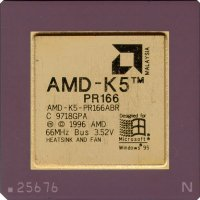 AMD
MALAYSIA
AMD-K5™
PR166
AMD-K5-PR166ABR
C 9718GPA
Ⓜ © 1996 AMD
66MHz Bus 3.52V
HEATSINK AND FAN
Designed for
Microsoft
Windows 95
25676
N